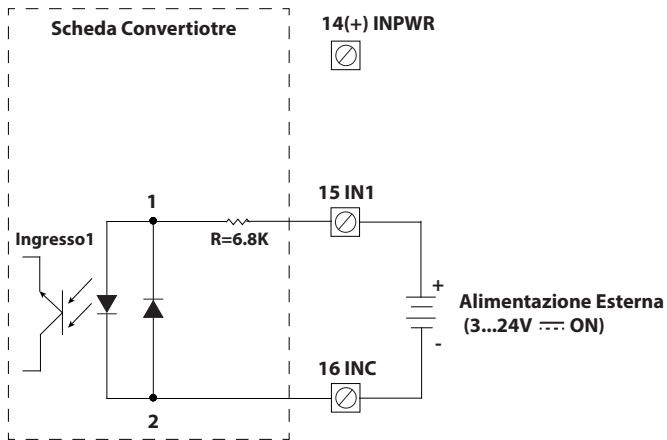 Scheda Convertiotre
14(+) INPWR
1
15 IN1
Ingresso1
R=6.8K
+
Alimentazione Esterna
(3...24V ⎓ ON)
-
16 INC
2